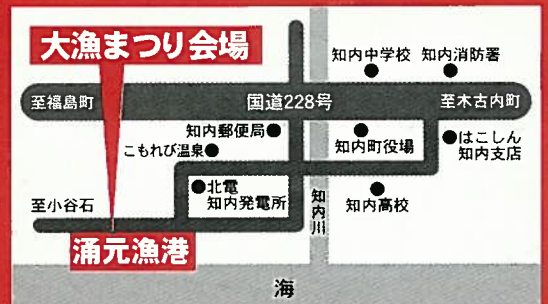 大漁まつり会場
知内中学校
知内消防署
至福島町
国道228号
至木古内町
知内郵便局
こもれび温泉
知内町役場
はこしん
知内支店
北電
知内発電所
知内川
知内高校
至小谷石
涌元漁港
海